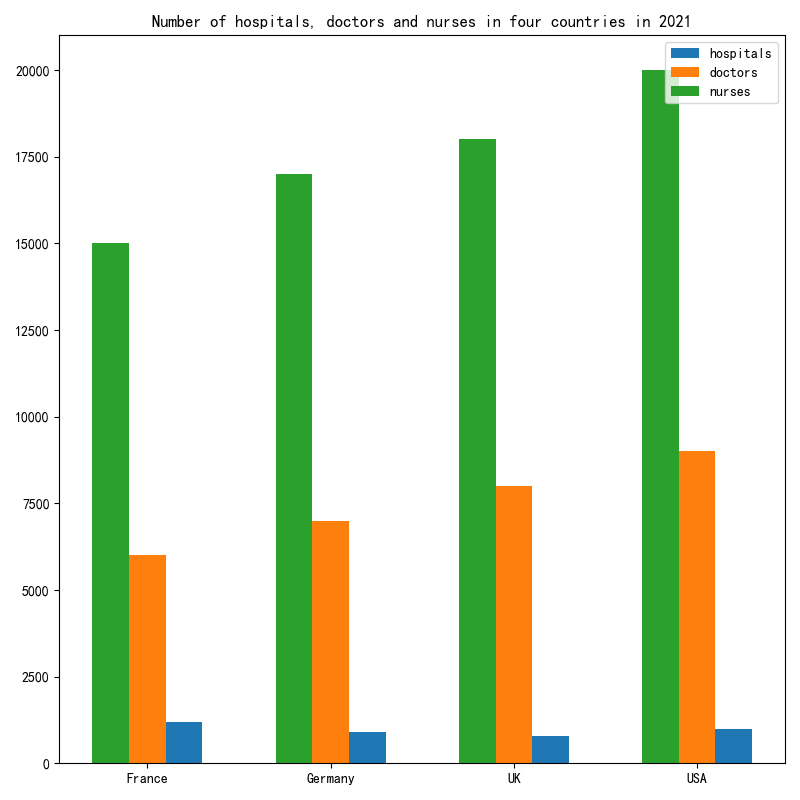 Number of hospitals, doctors and nurses in four countries in 2021
hospitals
doctors
nurses
20000
17500
15000
12500
10000
7500
5000
2500
0
France Germany UK USA